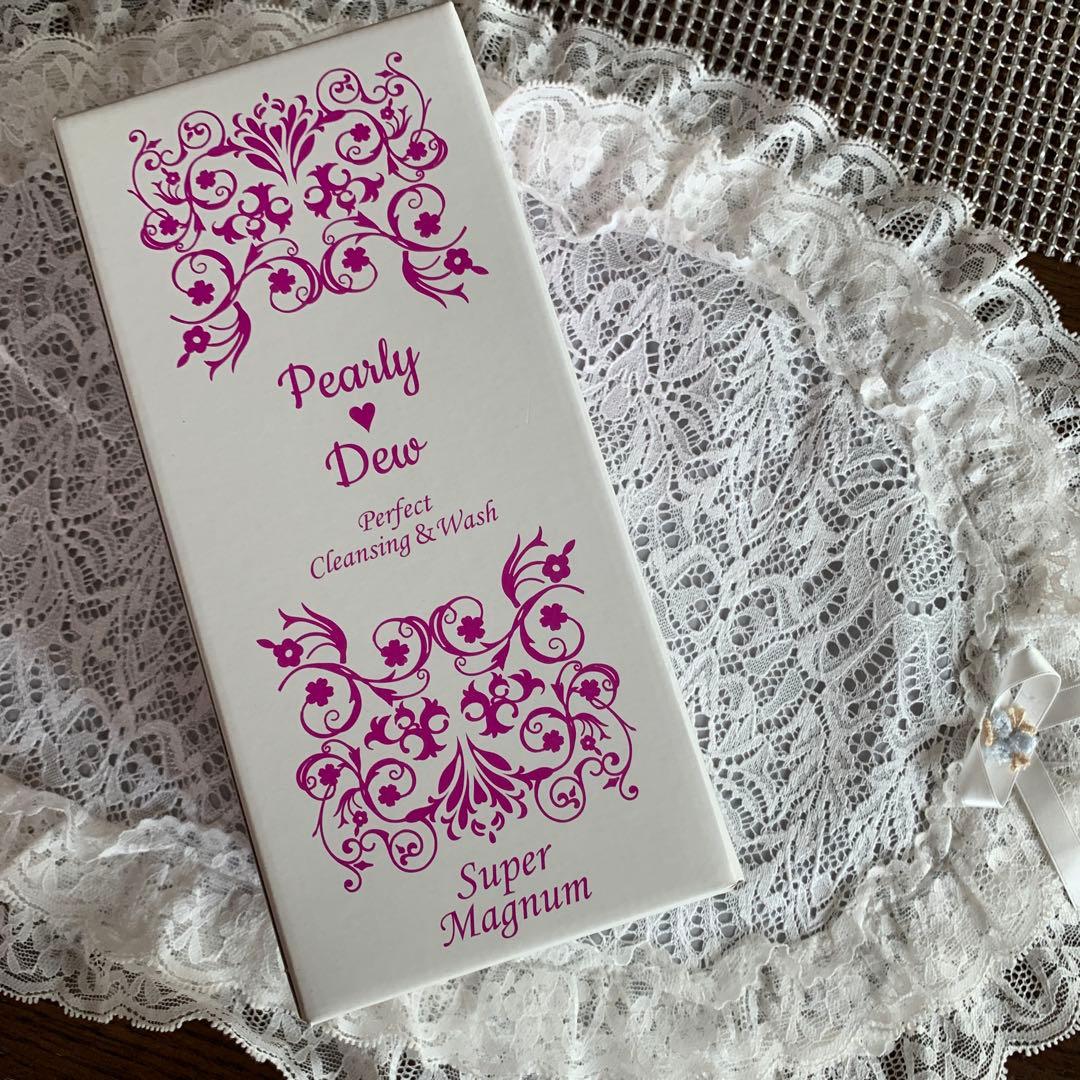 Pearly
♥
Dew
Perfect
Cleansing & Wash
Super
Magnum